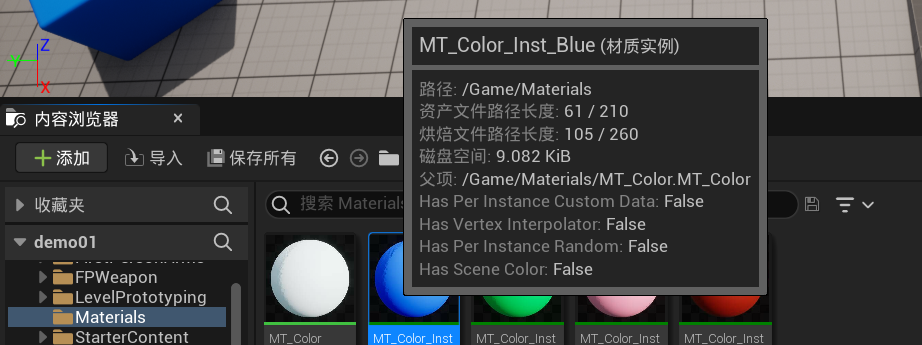 MT_Color_Inst_Blue (材质实例)
Z
X
路径: /Game/Materials
资产文件路径长度: 61 / 210
烘焙文件路径长度: 105 / 260
磁盘空间: 9.082 KiB
父项: /Game/Materials/MT_Color.MT_Color
Has Per Instance Custom Data: False
Has Vertex Interpolator: False
Has Per Instance Random: False
Has Scene Color: False
内容浏览器
添加
导入
保存所有
收藏夹
搜索 Materials
demo01
FPWeapon
LevelPrototyping
Materials
StarterContent
MT_Color
MT_Color_Inst
MT_Color_Inst
MT_Color_Inst
MT_Color_Inst